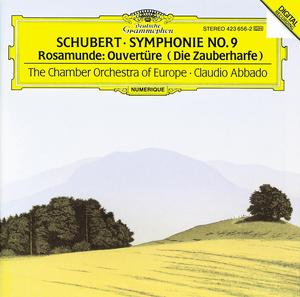 Deutsche
Grammophon
STEREO 423 656-2
DIGITAL
SCHUBERT · SYMPHONIE NO. 9
Rosamunde: Ouvertüre (Die Zauberharfe)
The Chamber Orchestra of Europe · Claudio Abbado
NUMERIQUE